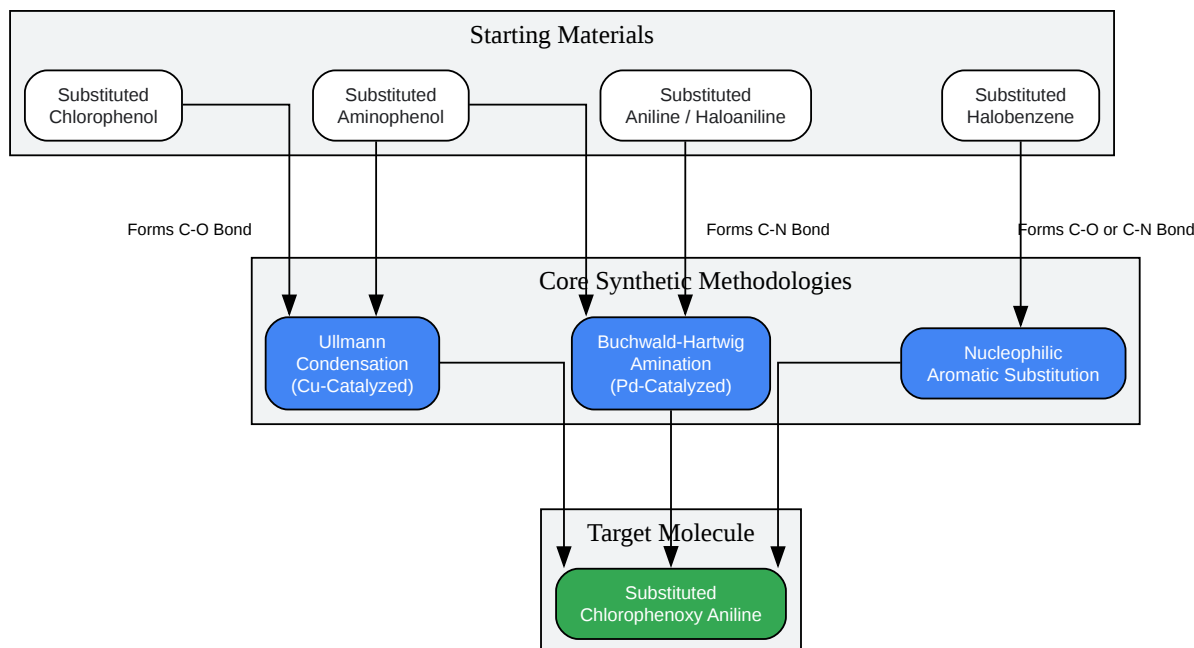 Starting Materials
Substituted
Chlorophenol
Substituted
Aminophenol
Substituted
Aniline / Haloaniline
Substituted
Halobenzene
Forms C-O Bond
Forms C-N Bond
Forms C-O or C-N Bond
Core Synthetic Methodologies
Ullmann
Condensation
(Cu-Catalyzed)
Buchwald-Hartwig
Amination
(Pd-Catalyzed)
Nucleophilic
Aromatic Substitution
Target Molecule
Substituted
Chlorophenoxy Aniline